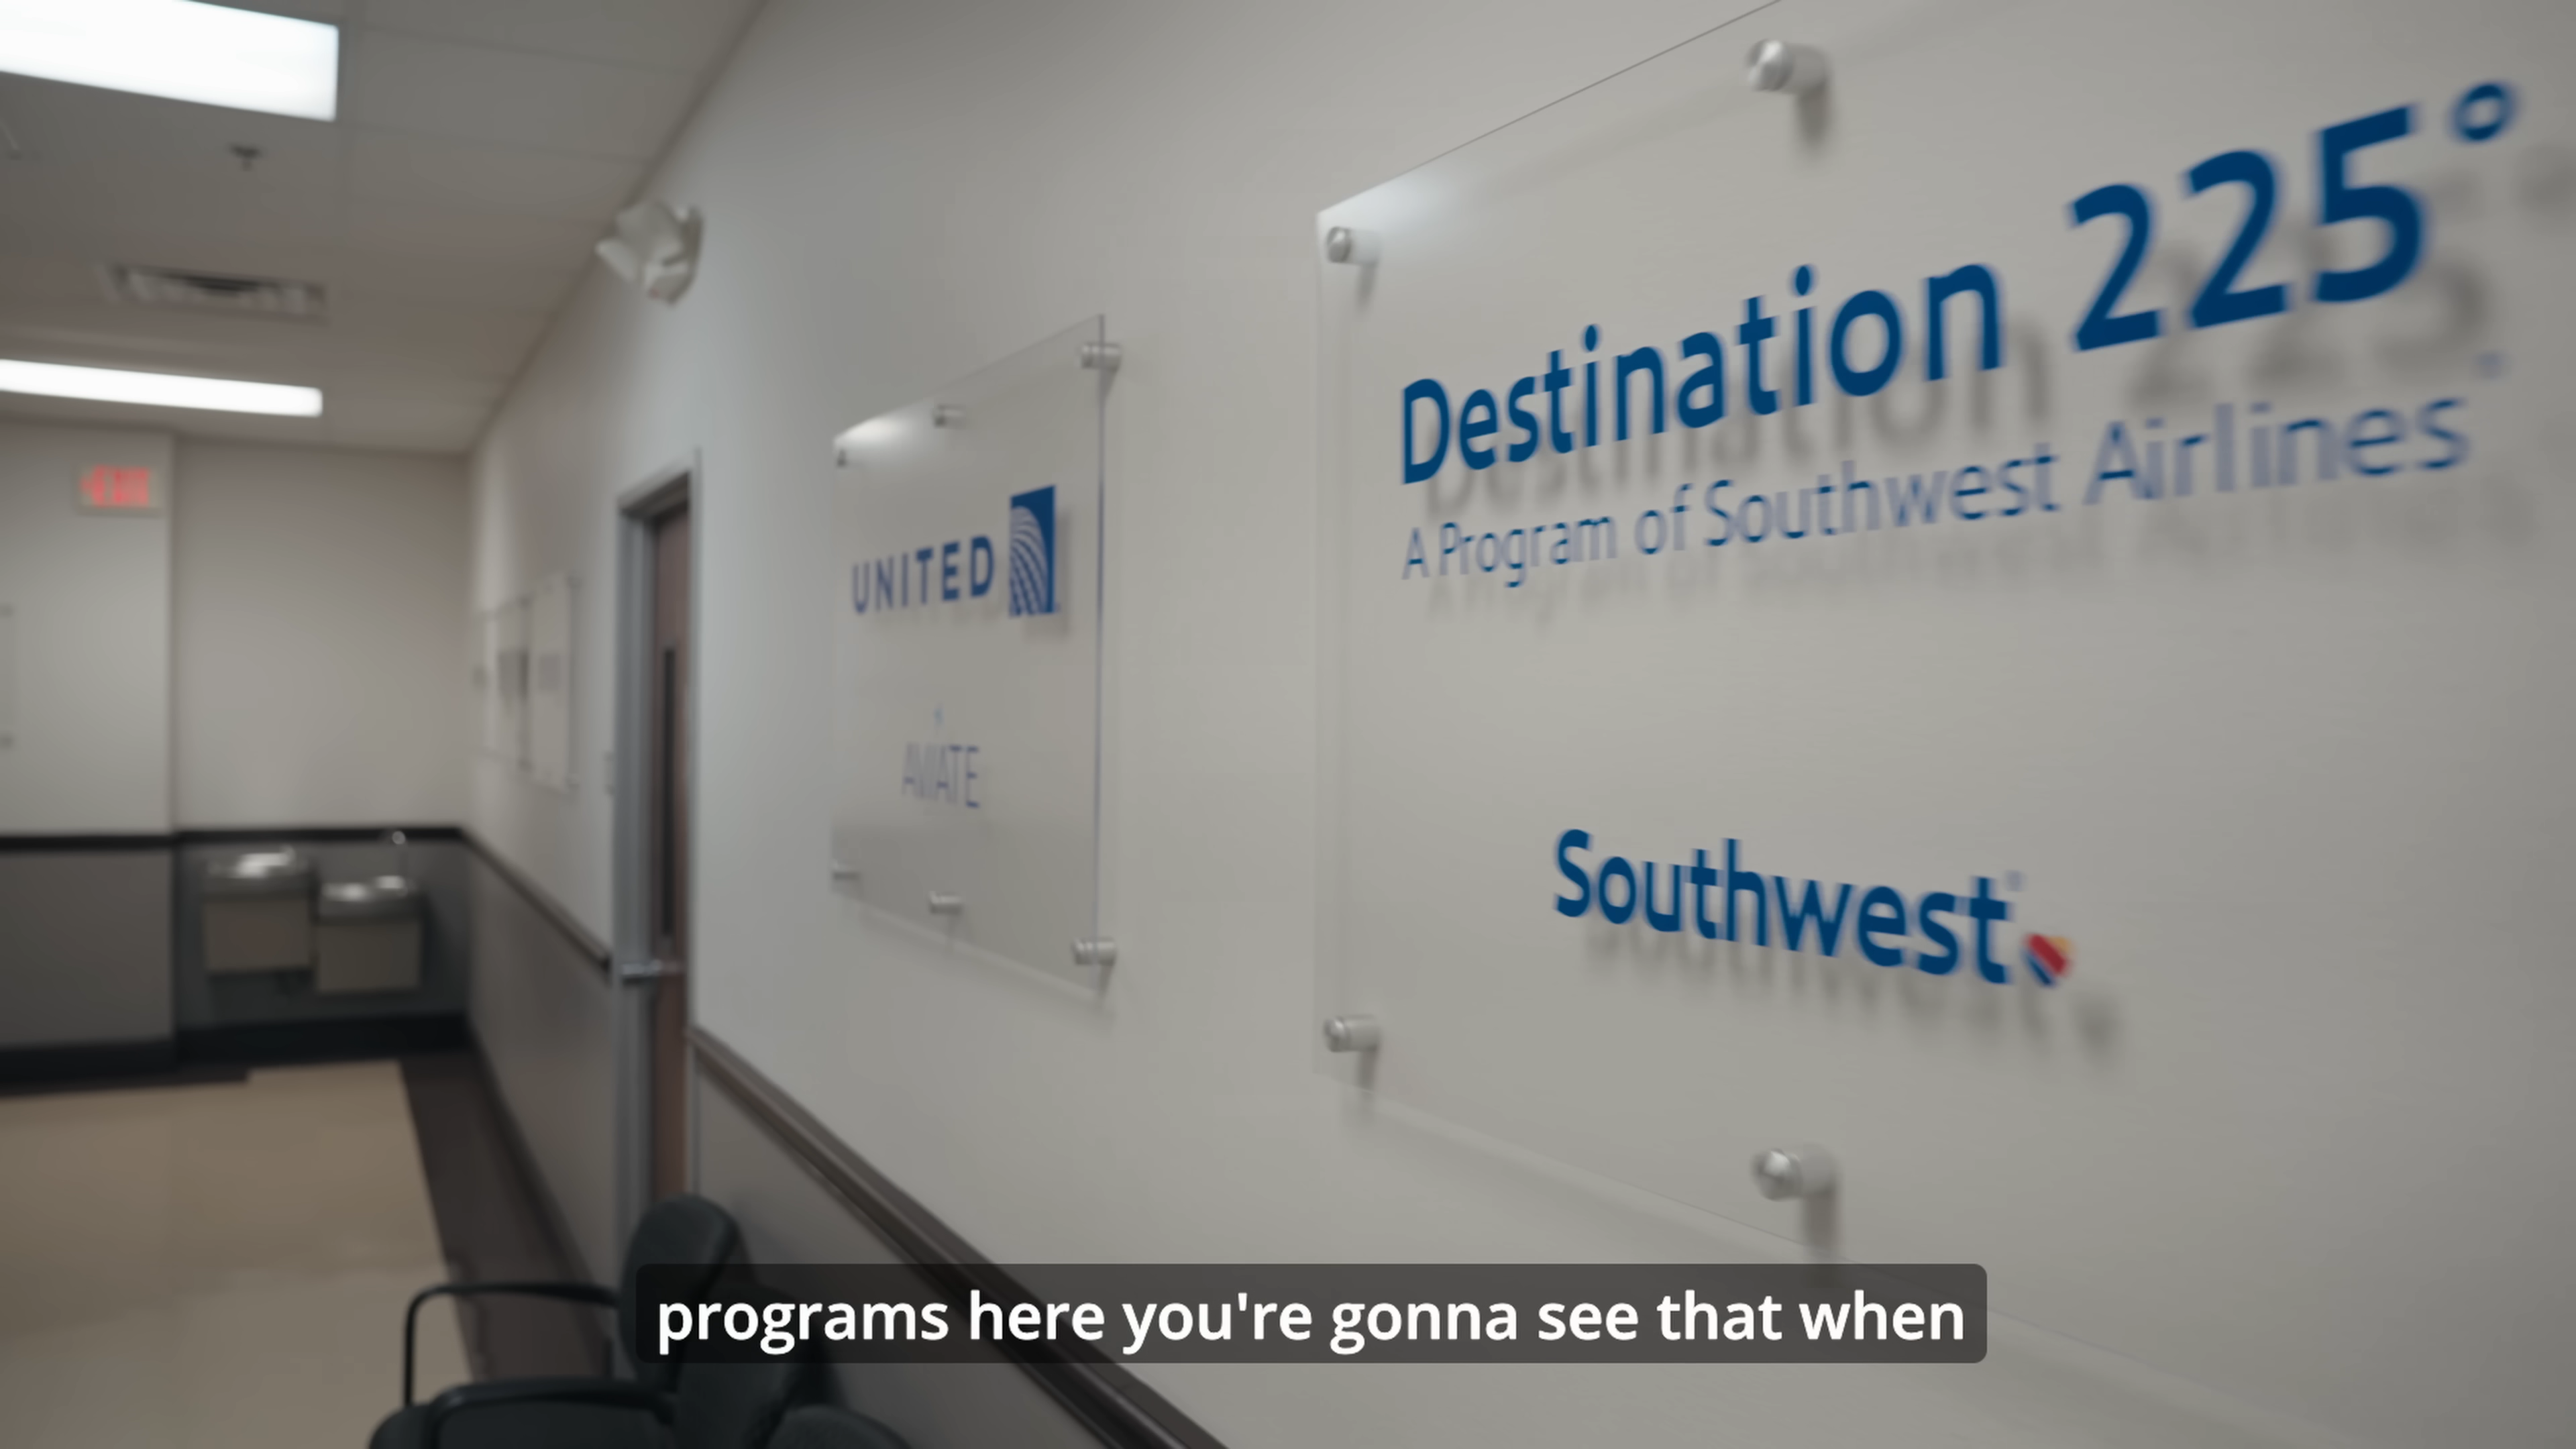 EXIT
UNITED
AVIATE
Destination 225°
A Program of Southwest Airlines
Southwest
programs here you're gonna see that when